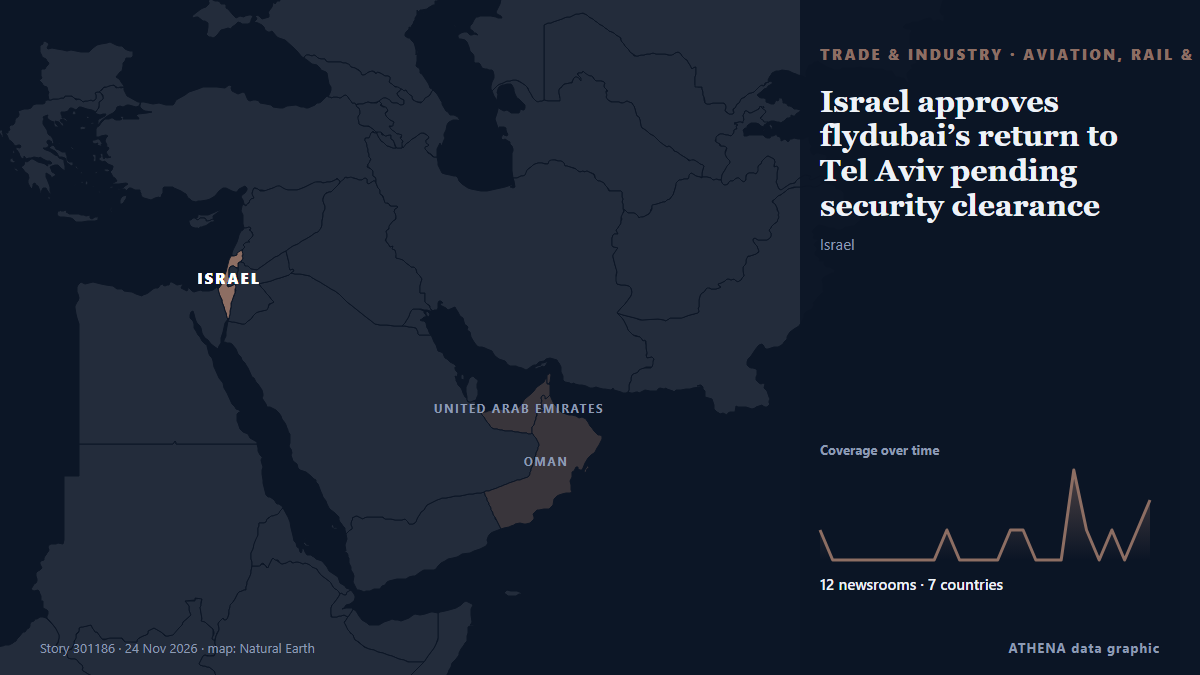 TRADE & INDUSTRY · AVIATION, RAIL &
Israel approves
flydubai’s return to
Tel Aviv pending
security clearance
Israel
ISRAEL
UNITED ARAB EMIRATES
OMAN
Coverage over time
12 newsrooms · 7 countries
Story 301186 · 24 Nov 2026 · map: Natural Earth
ATHENA data graphic